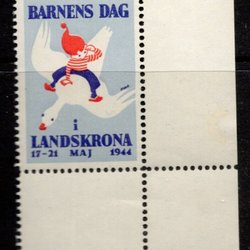 BARNENS DAG
i
LANDSKRONA
17-21 MAJ 1944